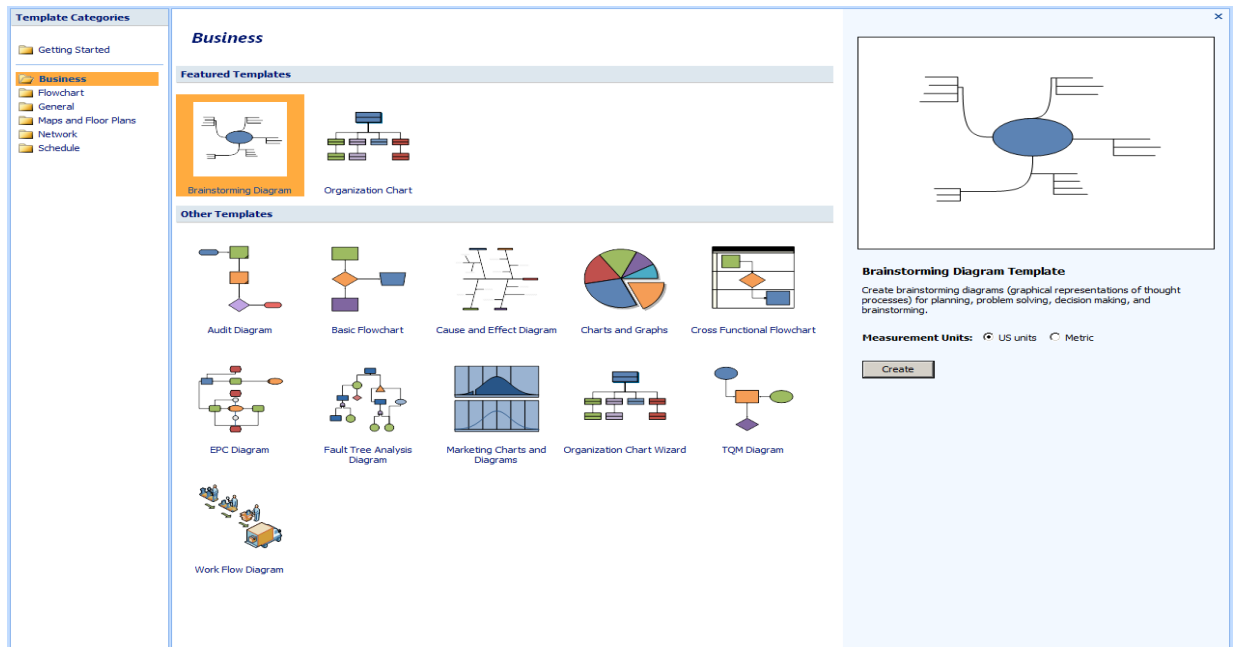 Template Categories
Getting Started
Business
Flowchart
General
Maps and Floor Plans
Network
Schedule
Business
Featured Templates
Brainstorming Diagram
Organization Chart
Other Templates
Audit Diagram
Basic Flowchart
Cause and Effect Diagram
Charts and Graphs
Cross Functional Flowchart
EPC Diagram
Fault Tree Analysis
Diagram
Marketing Charts and
Diagrams
Organization Chart Wizard
TQM Diagram
Work Flow Diagram
Brainstorming Diagram Template
Create brainstorming diagrams (graphical representations of thought
processes) for planning, problem solving, decision making, and
brainstorming.
Measurement Units: US units Metric
Create